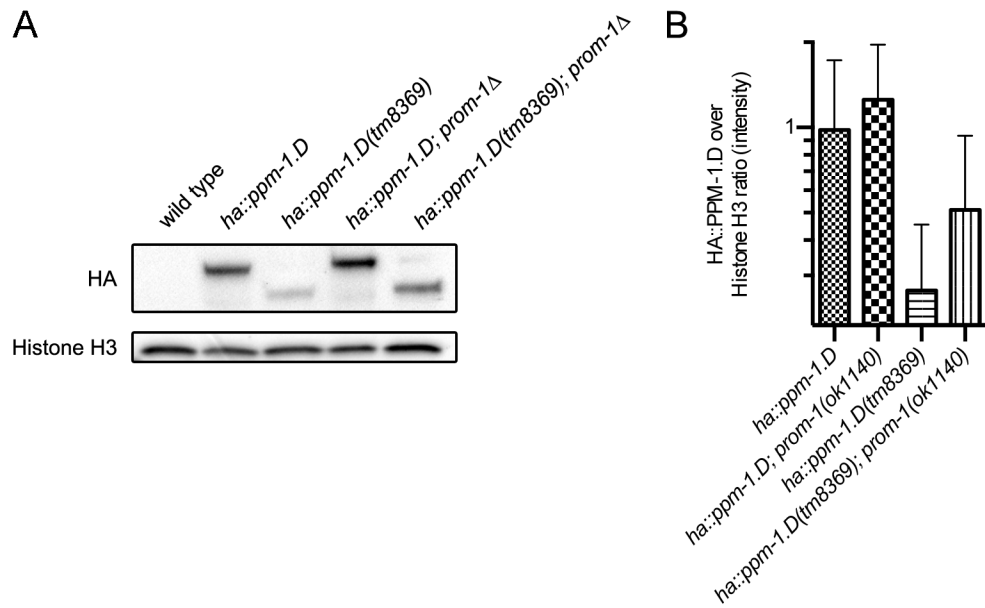 A
wild type
ha::ppm-1.D
ha::ppm-1.D(tm8369)
ha::ppm-1.D; prom-1Δ
ha::ppm-1.D(tm8369); prom-1Δ
HA
Histone H3
B
HA::PPM-1.D over
Histone H3 ratio (intensity)
1
ha::ppm-1.D
ha::ppm-1.D; prom-1(ok1140)
ha::ppm-1.D(tm8369)
ha::ppm-1.D(tm8369); prom-1(ok1140)